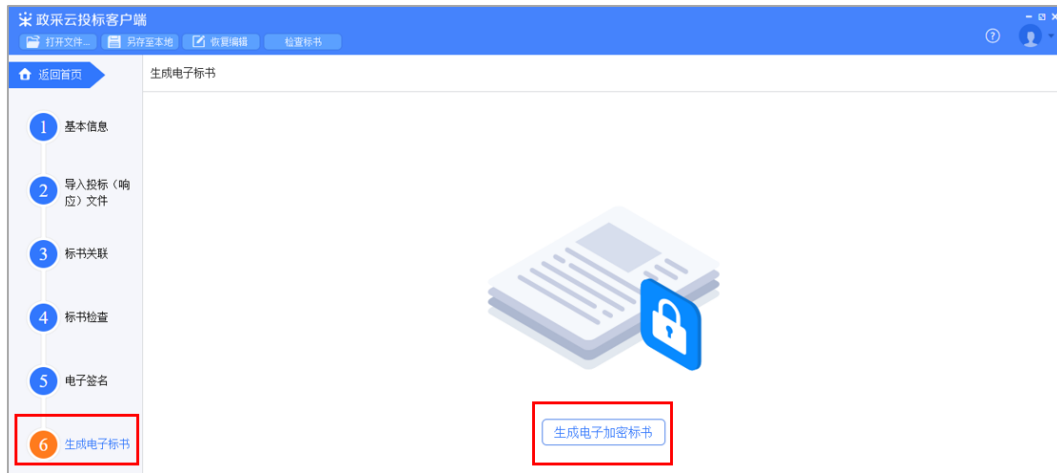 政采云投标客户端
打开文件... 另存至本地 恢复编辑 检查标书
返回首页
生成电子标书
1 基本信息
2 导入投标（响
应）文件
3 标书关联
4 标书检查
5 电子签名
6 生成电子标书
生成电子加密标书